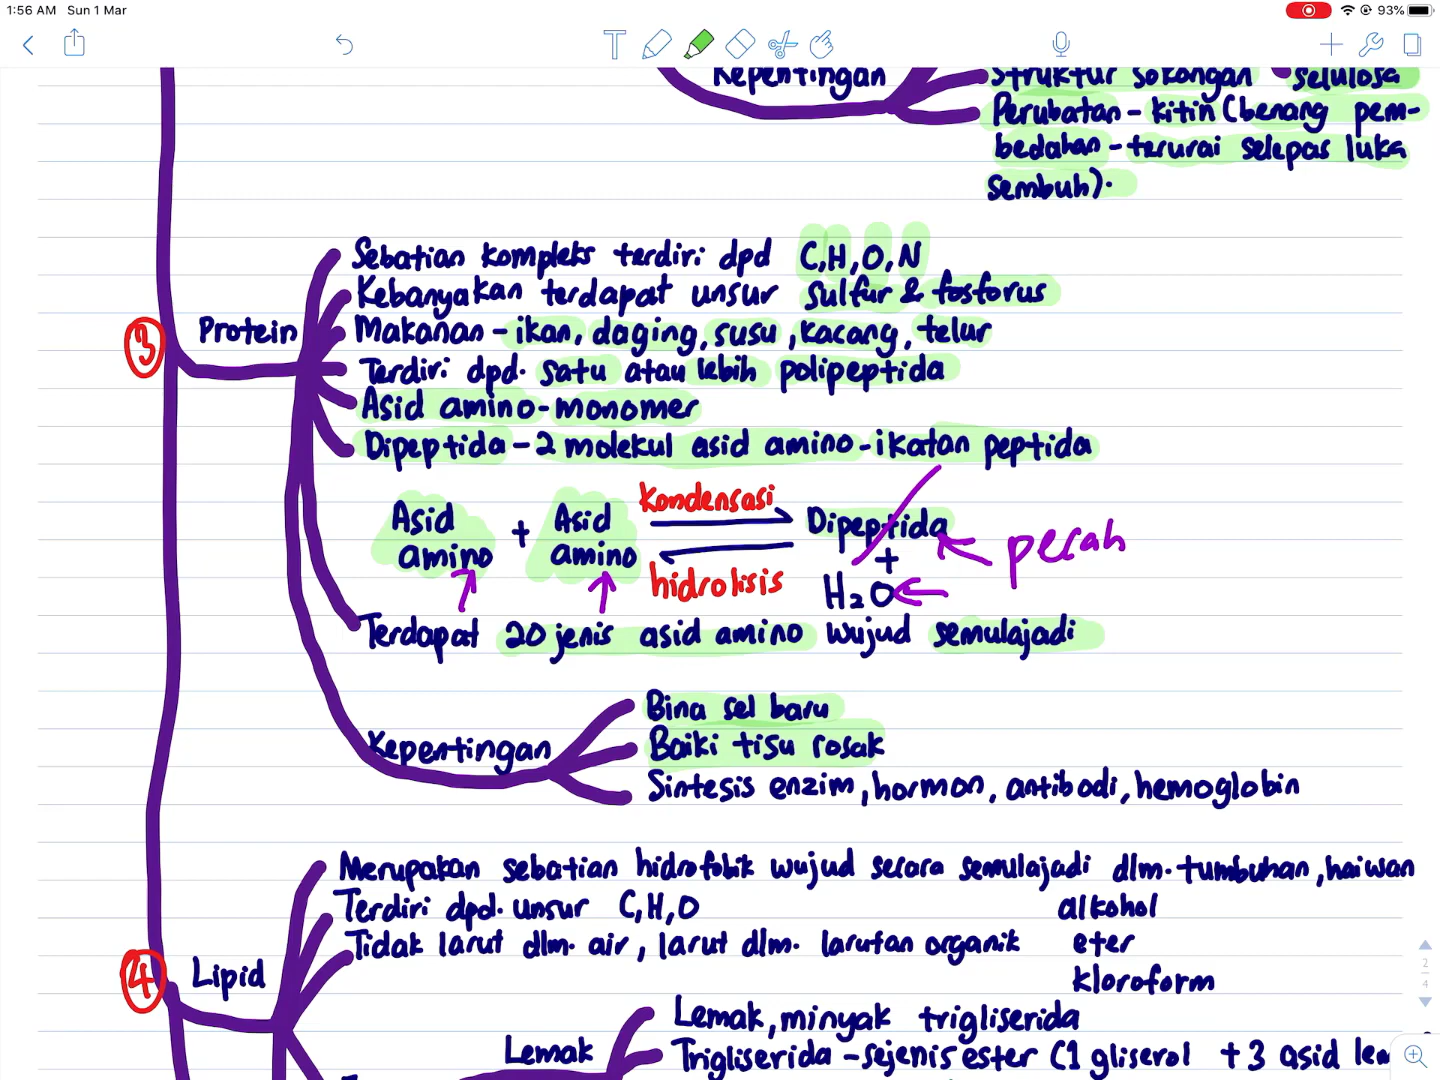 1:56 AM Sun 1 Mar
93%
Kepentingan
Struktur sokongan selulosa
Perubatan - kitin (benang pem-
bedahan - terurai selepas luka
sembuh).
Sebatian kompleks terdiri dpd C,H,O,N
Kebanyakan terdapat unsur sulfur & fosforus
3
Protein
Makanan - ikan, daging, susu, kacang, telur
Terdiri dpd. satu atau lebih polipeptida
Asid amino - monomer
Dipeptida - 2 molekul asid amino - ikatan peptida
Asid amino + Asid amino
kondensasi
hidrolisis
Dipeptida
+
H2O
pecah
Terdapat 20 jenis asid amino wujud semulajadi
Kepentingan
Bina sel baru
Baiki tisu rosak
Sintesis enzim, hormon, antibodi, hemoglobin
Merupakan sebatian hidrofobik wujud secara semulajadi dlm. tumbuhan, haiwan
Terdiri dpd. unsur C,H,O
Tidak larut dlm. air, larut dlm. larutan organik
alkohol
eter
kloroform
4
Lipid
Lemak
Lemak, minyak trigliserida
Trigliserida - sejenis ester (1 gliserol + 3 asid
2
4